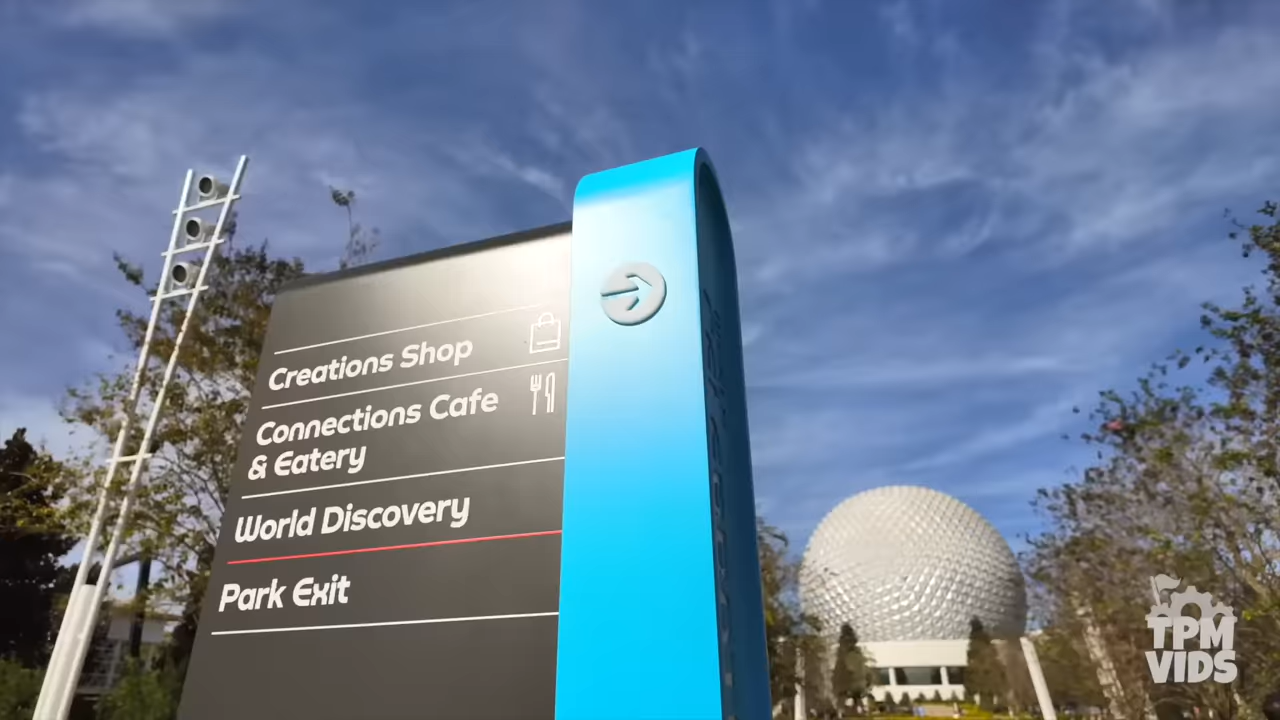 Creations Shop
Connections Cafe
& Eatery
World Discovery
Park Exit
TPM
VIDS